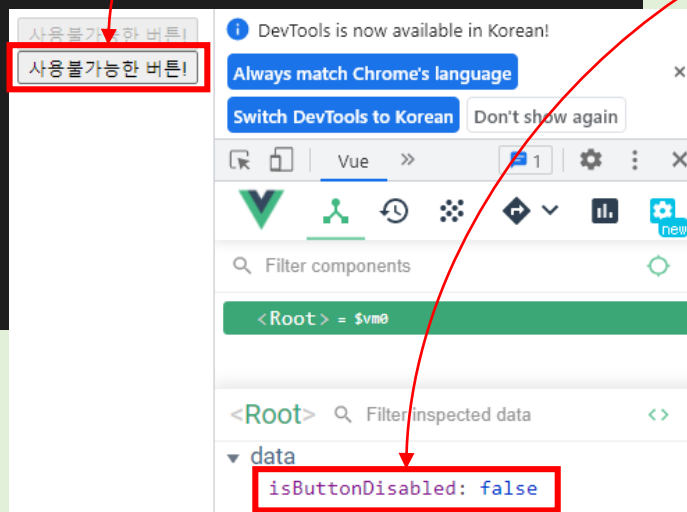 사용불가능한 버튼!
사용불가능한 버튼!
DevTools is now available in Korean!
Always match Chrome's language
Switch DevTools to Korean
Don't show again
Vue
1
new
Filter components
<Root> = $vm0
<Root>
Filter inspected data
data
isButtonDisabled: false